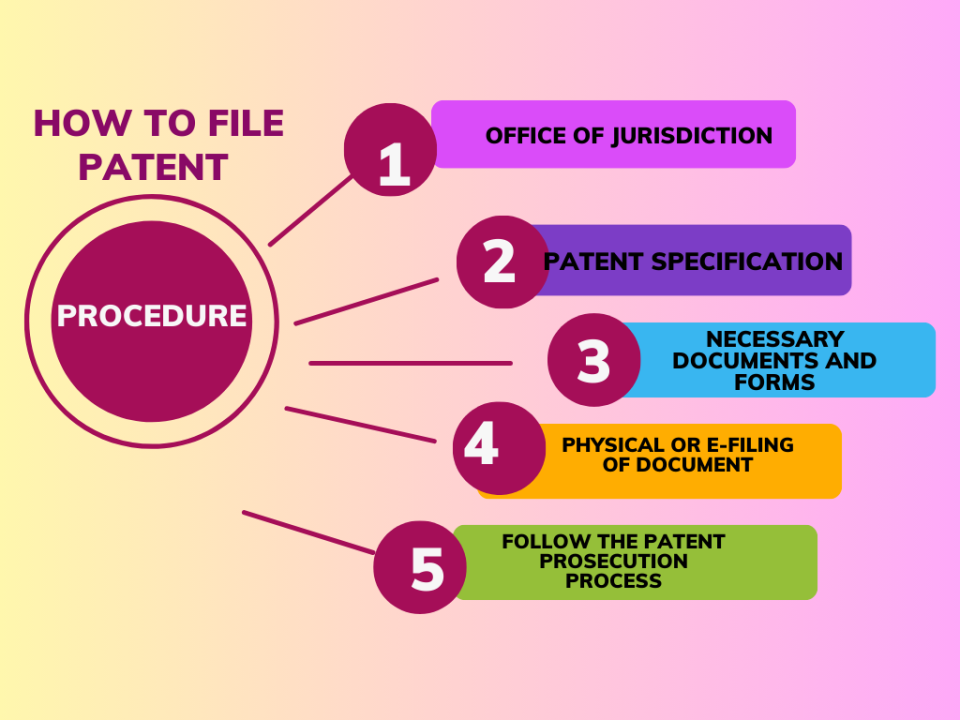 HOW TO FILE
PATENT
PROCEDURE
1
OFFICE OF JURISDICTION
2
PATENT SPECIFICATION
3
NECESSARY
DOCUMENTS AND
FORMS
4
PHYSICAL OR E-FILING
OF DOCUMENT
5
FOLLOW THE PATENT
PROSECUTION
PROCESS